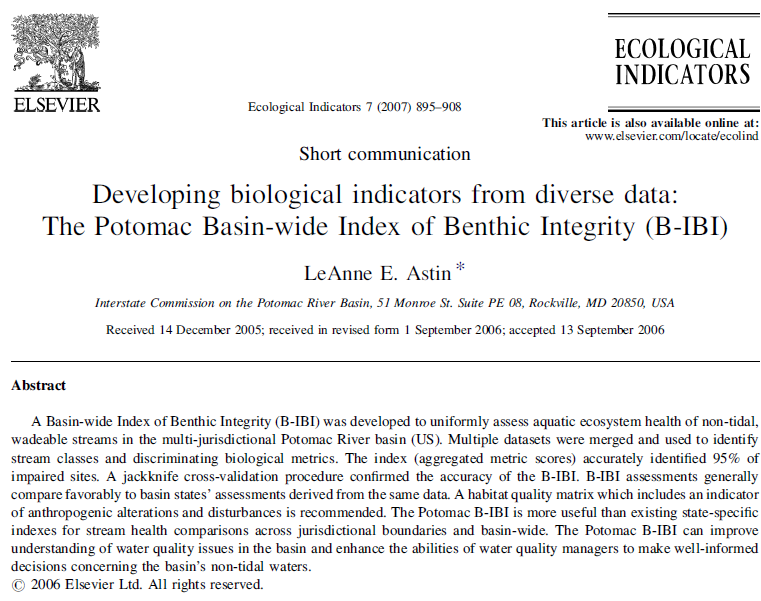 ELSEVIER
Ecological Indicators 7 (2007) 895–908
ECOLOGICAL
INDICATORS
This article is also available online at:
www.elsevier.com/locate/ecolind
Short communication
Developing biological indicators from diverse data:
The Potomac Basin-wide Index of Benthic Integrity (B-IBI)
LeAnne E. Astin *
Interstate Commission on the Potomac River Basin, 51 Monroe St. Suite PE 08, Rockville, MD 20850, USA
Received 14 December 2005; received in revised form 1 September 2006; accepted 13 September 2006
Abstract
A Basin-wide Index of Benthic Integrity (B-IBI) was developed to uniformly assess aquatic ecosystem health of non-tidal,
wadeable streams in the multi-jurisdictional Potomac River basin (US). Multiple datasets were merged and used to identify
stream classes and discriminating biological metrics. The index (aggregated metric scores) accurately identified 95% of
impaired sites. A jackknife cross-validation procedure confirmed the accuracy of the B-IBI. B-IBI assessments generally
compare favorably to basin states' assessments derived from the same data. A habitat quality matrix which includes an indicator
of anthropogenic alterations and disturbances is recommended. The Potomac B-IBI is more useful than existing state-specific
indexes for stream health comparisons across jurisdictional boundaries and basin-wide. The Potomac B-IBI can improve
understanding of water quality issues in the basin and enhance the abilities of water quality managers to make well-informed
decisions concerning the basin's non-tidal waters.
© 2006 Elsevier Ltd. All rights reserved.